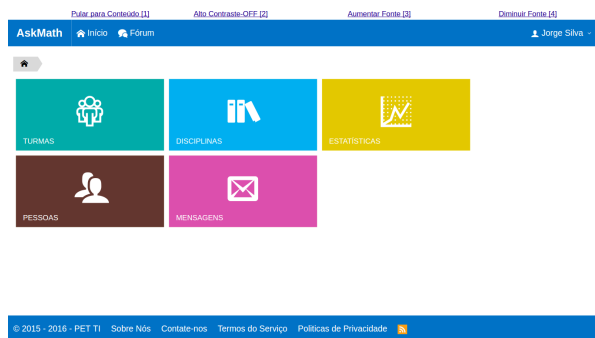 Pular para Conteúdo [1] Alto Contraste-OFF [2] Aumentar Fonte [3] Diminuir Fonte [4]
AskMath Início Fórum Jorge Silva
TURMAS DISCIPLINAS ESTATÍSTICAS
PESSOAS MENSAGENS
© 2015 - 2016 - PET TI Sobre Nós Contate-nos Termos do Serviço Politicas de Privacidade